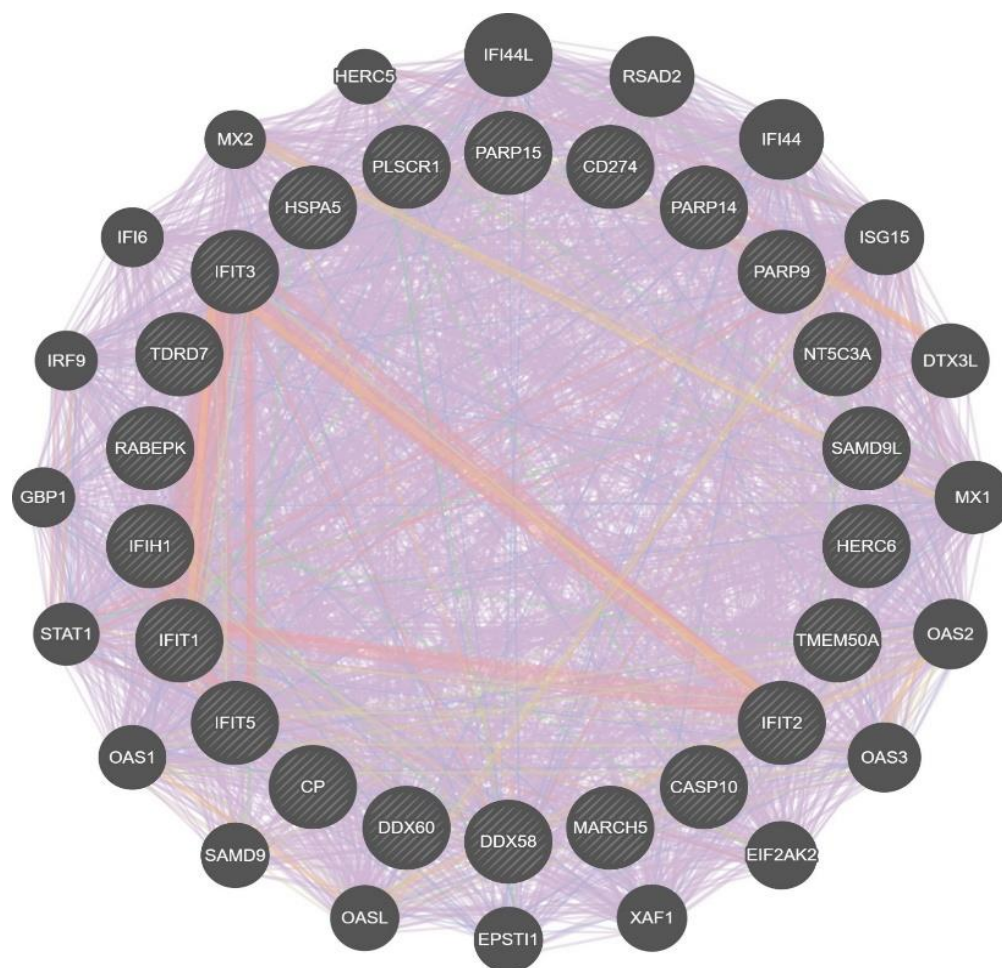 IFI44L
HERC5
RSAD2
MX2
IFI44
PLSCR1
PARP15
CD274
HSPA5
PARP14
IFI6
ISG15
IFIT3
PARP9
IRF9
TDRD7
NT5C3A
DTX3L
RABEPK
SAMD9L
GBP1
MX1
IFIH1
HERC6
STAT1
IFIT1
TMEM50A
OAS2
IFIT5
IFIT2
OAS1
CP
CASP10
OAS3
DDX60
DDX58
MARCH5
SAMD9
EIF2AK2
OASL
EPSTI1
XAF1